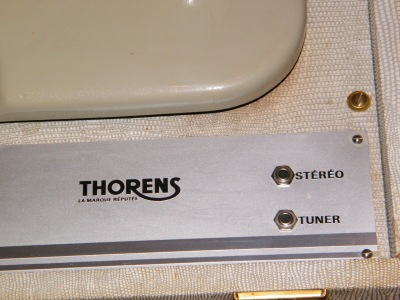 THORENS
LA MARQUE RÉPUTÉE
STÉRÉO
TUNER